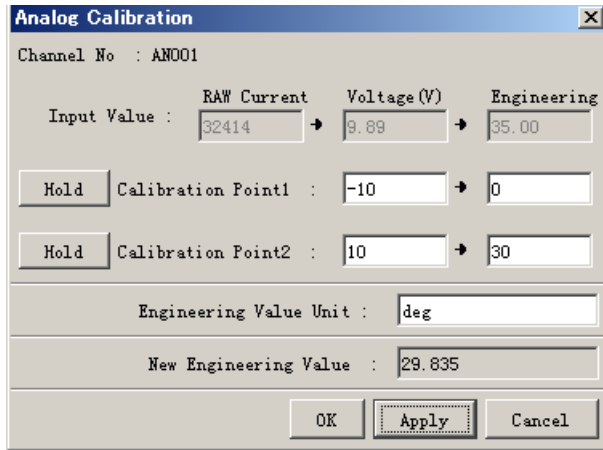 Analog Calibration
Channel No : AN001
RAW Current Voltage(V) Engineering
Input Value : 32414 9.89 35.00
Hold Calibration Point1 : -10 0
Hold Calibration Point2 : 10 30
Engineering Value Unit : deg
New Engineering Value : 29.835
OK Apply Cancel